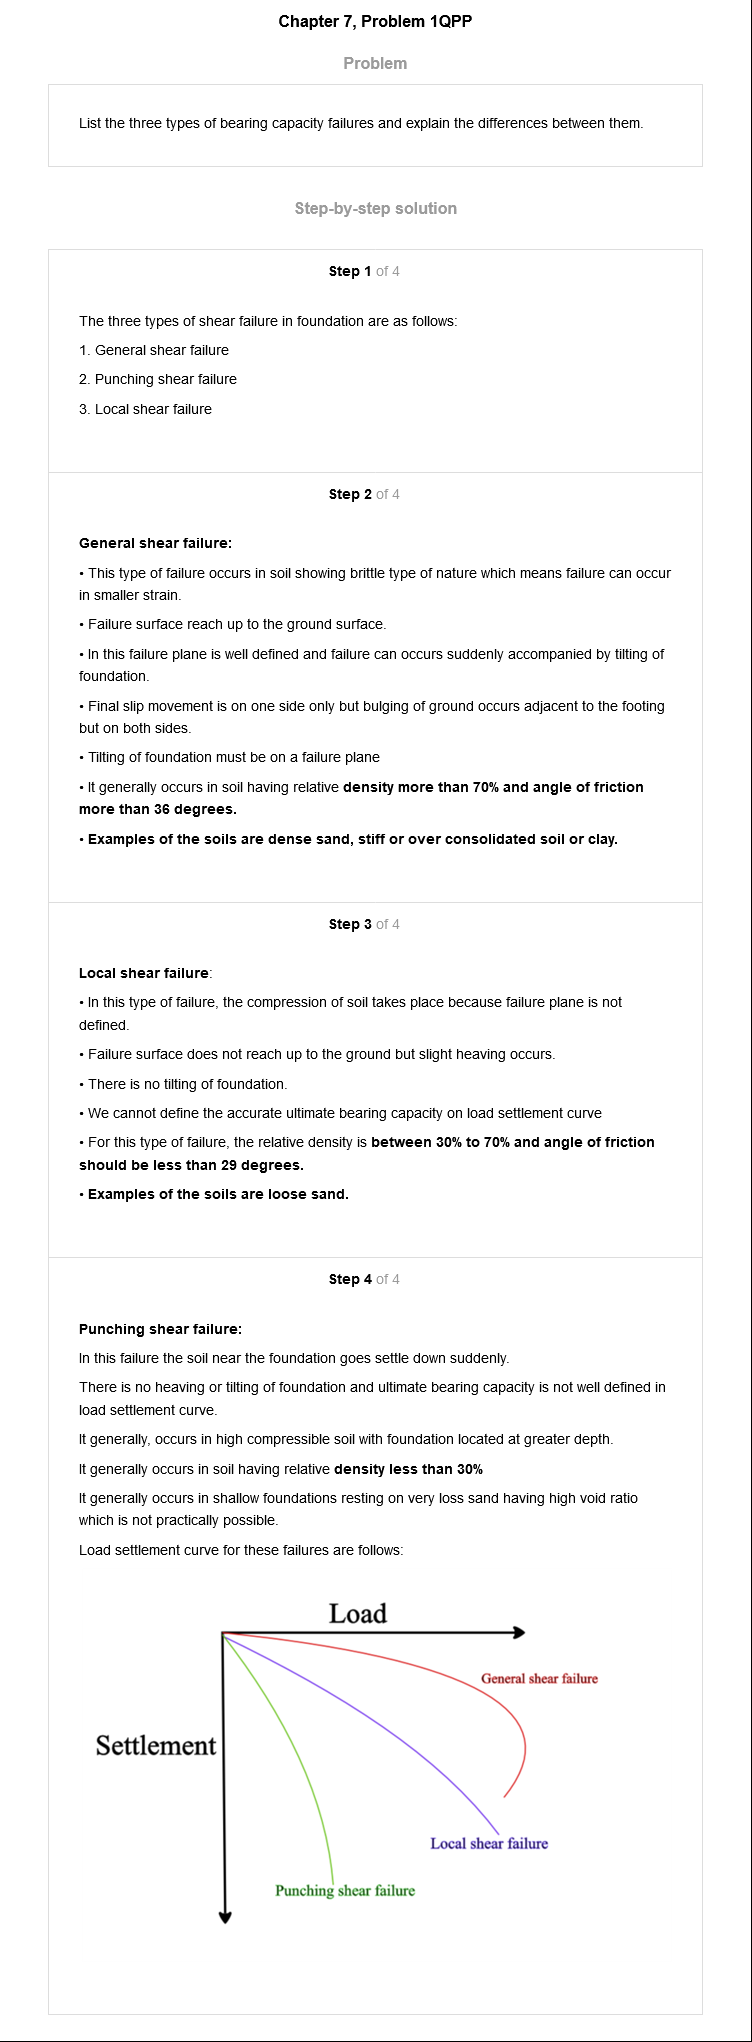 Chapter 7, Problem 1QPP
Problem
List the three types of bearing capacity failures and explain the differences between them.
Step-by-step solution
Step 1 of 4
The three types of shear failure in foundation are as follows:
1. General shear failure
2. Punching shear failure
3. Local shear failure
Step 2 of 4
General shear failure:
• This type of failure occurs in soil showing brittle type of nature which means failure can occur
in smaller strain.
• Failure surface reach up to the ground surface.
• In this failure plane is well defined and failure can occurs suddenly accompanied by tilting of
foundation.
• Final slip movement is on one side only but bulging of ground occurs adjacent to the footing
but on both sides.
• Tilting of foundation must be on a failure plane
• It generally occurs in soil having relative density more than 70% and angle of friction
more than 36 degrees.
• Examples of the soils are dense sand, stiff or over consolidated soil or clay.
Step 3 of 4
Local shear failure:
• In this type of failure, the compression of soil takes place because failure plane is not
defined.
• Failure surface does not reach up to the ground but slight heaving occurs.
• There is no tilting of foundation.
• We cannot define the accurate ultimate bearing capacity on load settlement curve
• For this type of failure, the relative density is between 30% to 70% and angle of friction
should be less than 29 degrees.
• Examples of the soils are loose sand.
Step 4 of 4
Punching shear failure:
In this failure the soil near the foundation goes settle down suddenly.
There is no heaving or tilting of foundation and ultimate bearing capacity is not well defined in
load settlement curve.
It generally, occurs in high compressible soil with foundation located at greater depth.
It generally occurs in soil having relative density less than 30%
It generally occurs in shallow foundations resting on very loss sand having high void ratio
which is not practically possible.
Load settlement curve for these failures are follows:
Load
General shear failure
Settlement
Local shear failure
Punching shear failure